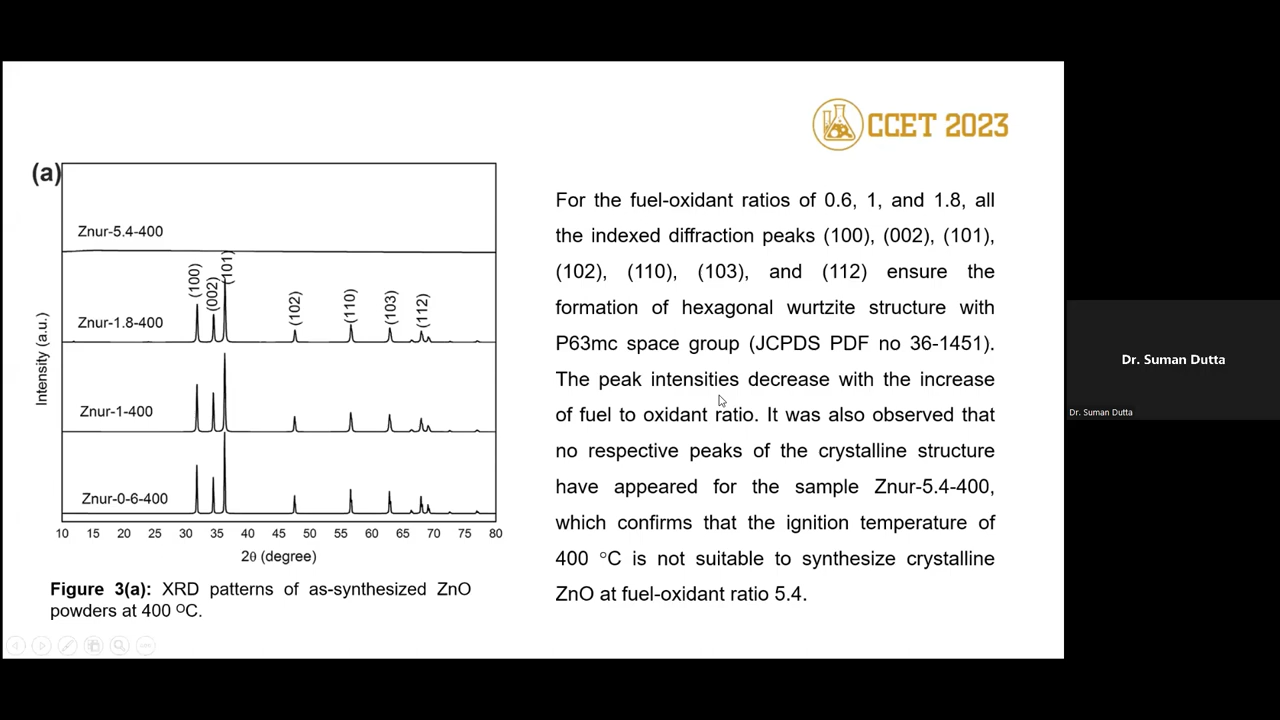 CCET 2023
(a)
Znur-5.4-400
(100)
(002)
(101)
(102)
(110)
(103)
(112)
Znur-1.8-400
Znur-1-400
Znur-0-6-400
Intensity (a.u.)
10 15 20 25 30 35 40 45 50 55 60 65 70 75 80
2θ (degree)
Figure 3(a): XRD patterns of as-synthesized ZnO
powders at 400 ⁰C.
For the fuel-oxidant ratios of 0.6, 1, and 1.8, all
the indexed diffraction peaks (100), (002), (101),
(102), (110), (103), and (112) ensure the
formation of hexagonal wurtzite structure with
P63mc space group (JCPDS PDF no 36-1451).
The peak intensities decrease with the increase
of fuel to oxidant ratio. It was also observed that
no respective peaks of the crystalline structure
have appeared for the sample Znur-5.4-400,
which confirms that the ignition temperature of
400 °C is not suitable to synthesize crystalline
ZnO at fuel-oxidant ratio 5.4.
Dr. Suman Dutta
Dr. Suman Dutta